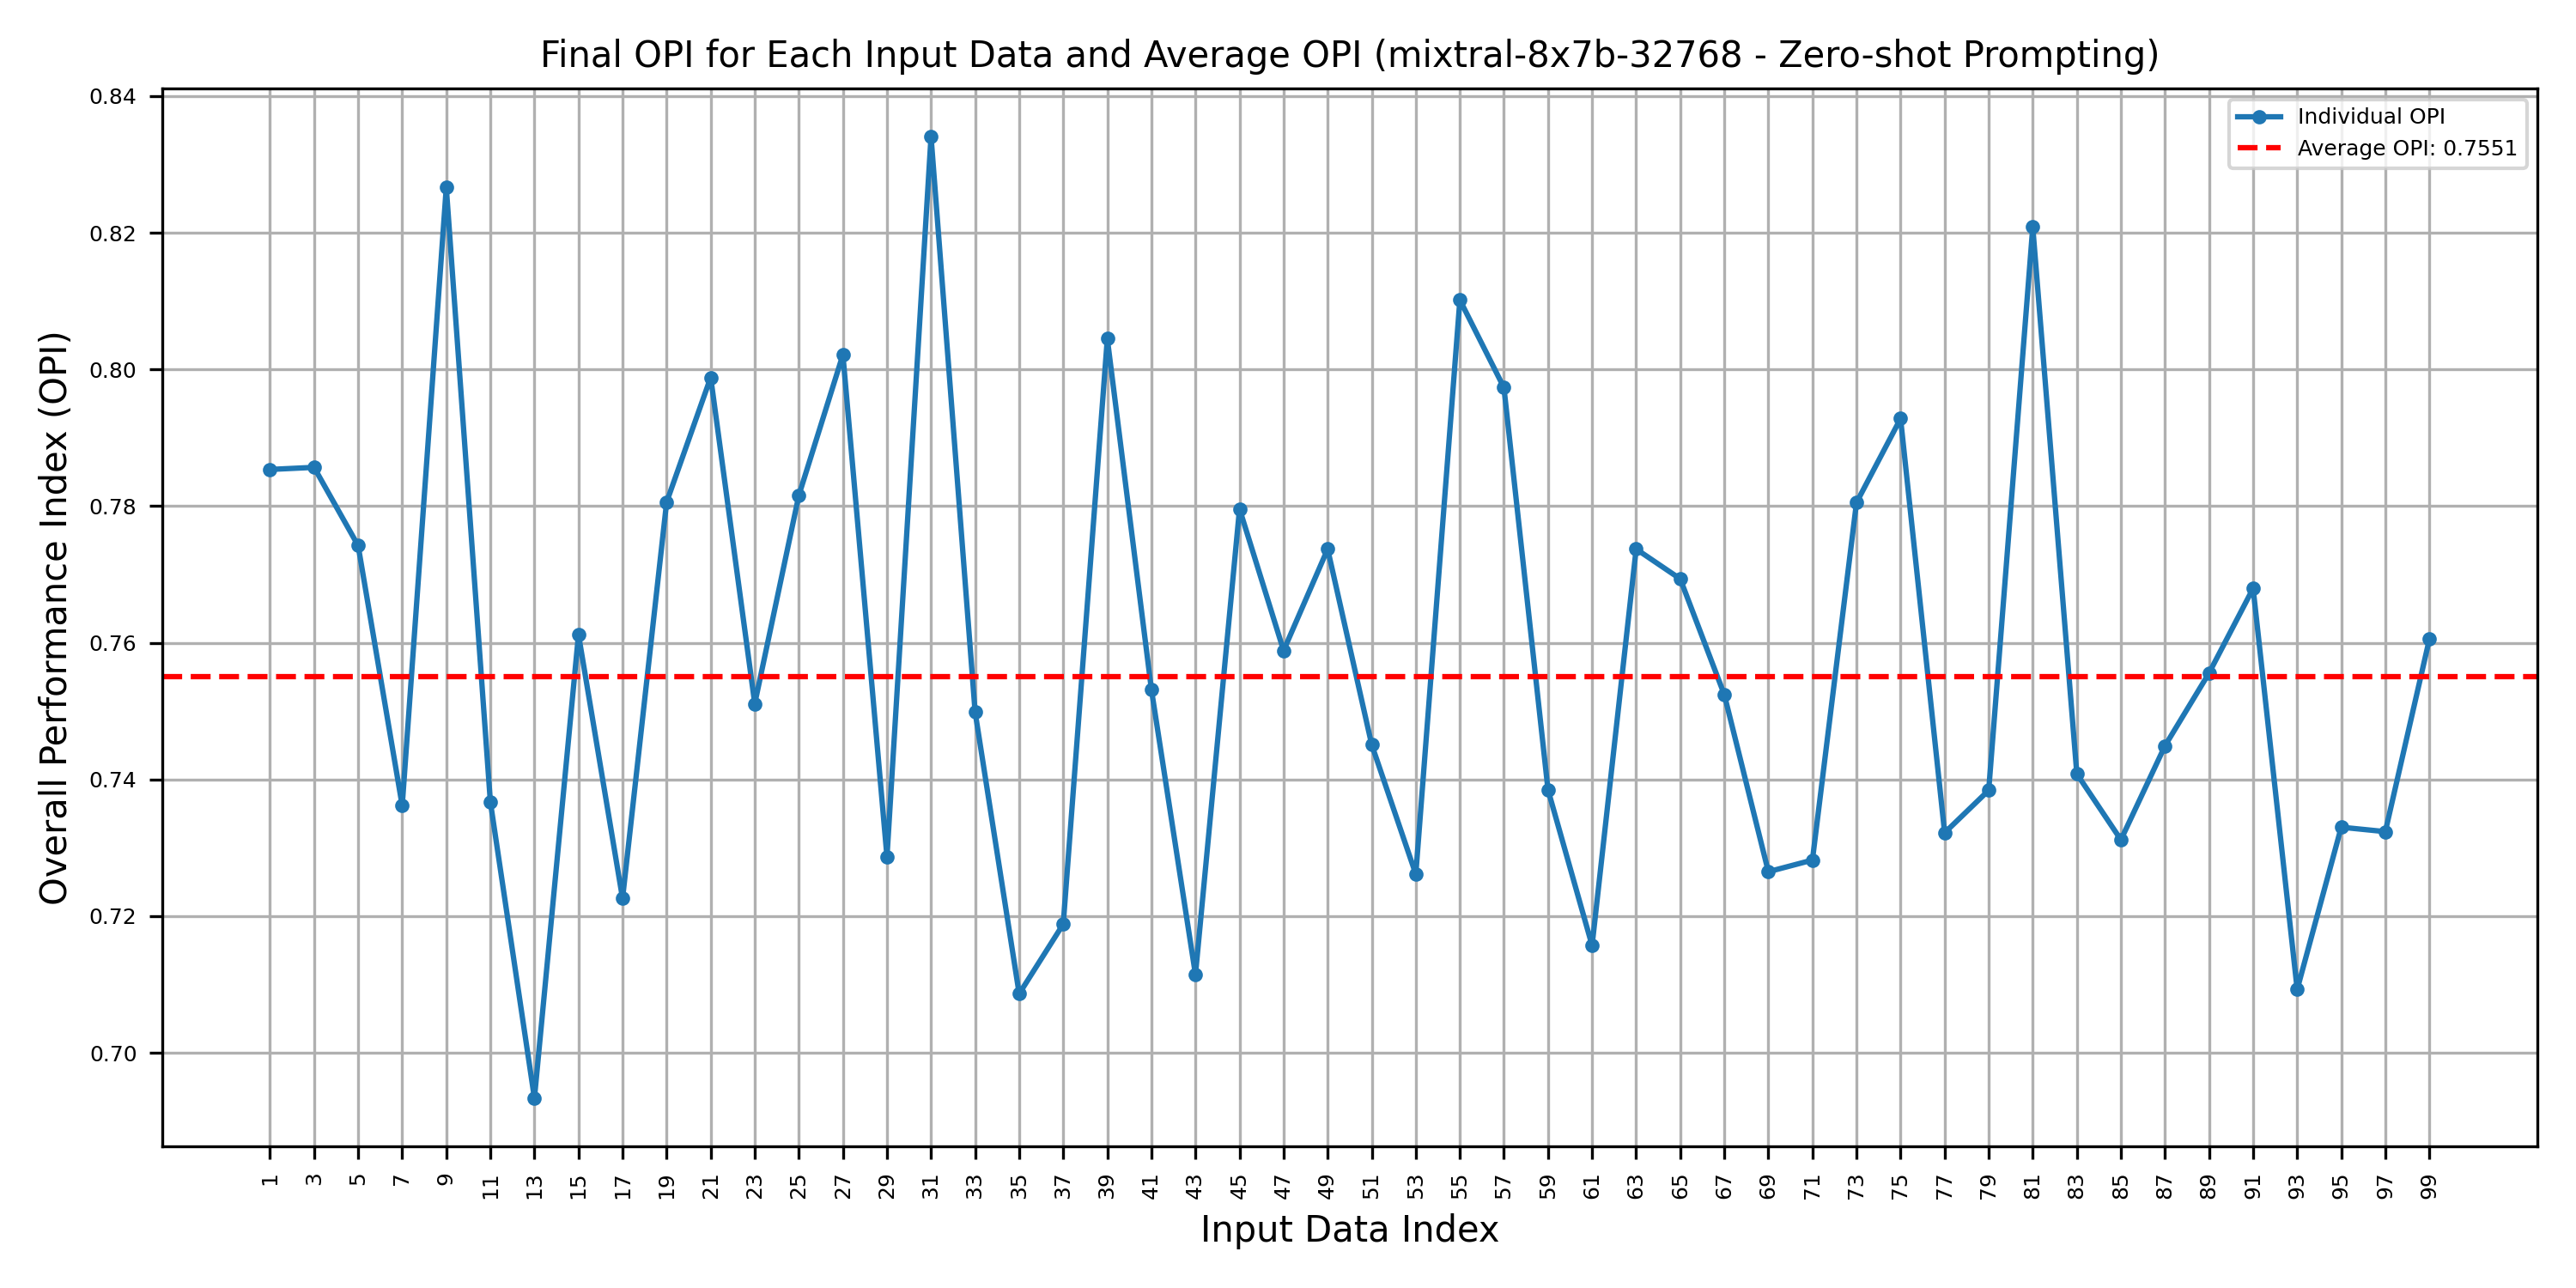 Final OPI for Each Input Data and Average OPI (mixtral-8x7b-32768 - Zero-shot Prompting)
Individual OPI
Average OPI: 0.7551
Overall Performance Index (OPI)
0.84
0.82
0.80
0.78
0.76
0.74
0.72
0.70
1 3 5 7 9 11 13 15 17 19 21 23 25 27 29 31 33 35 37 39 41 43 45 47 49 51 53 55 57 59 61 63 65 67 69 71 73 75 77 79 81 83 85 87 89 91 93 95 97 99
Input Data Index